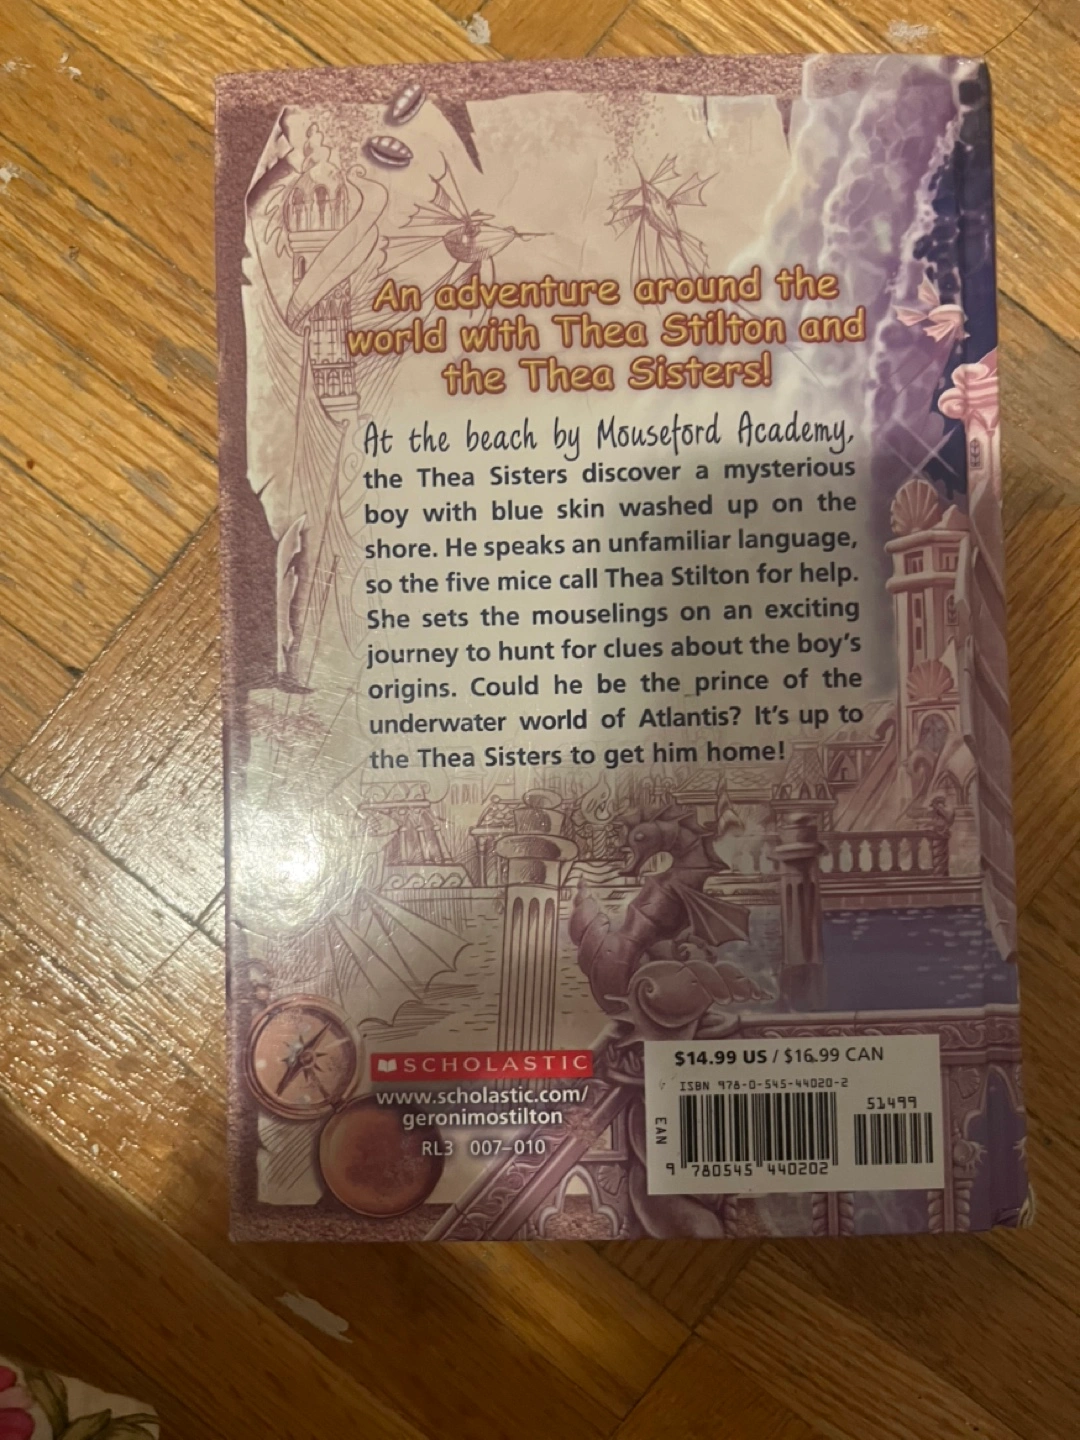 An adventure around the
world with Thea Stilton and
the Thea Sisters!
At the beach by Mouseford Academy,
the Thea Sisters discover a mysterious
boy with blue skin washed up on the
shore. He speaks an unfamiliar language,
so the five mice call Thea Stilton for help.
She sets the mouselings on an exciting
journey to hunt for clues about the boy's
origins. Could he be the prince of the
underwater world of Atlantis? It's up to
the Thea Sisters to get him home!
SCHOLASTIC
www.scholastic.com/
geronimostilton
RL3 007–010
$14.99 US / $16.99 CAN
ISBN 978-0-545-44020-2
51499
EAN
9 780545 440202